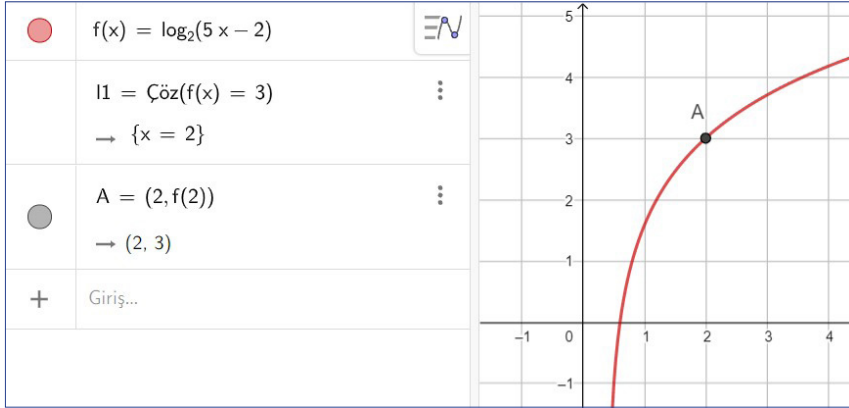 f(x) = log₂(5 x – 2)
l1 = Çöz(f(x) = 3)
→ {x = 2}
A = (2, f(2))
→ (2, 3)
+ Giriş...
5
4
A
3
2
1
–1 0 1 2 3 4
–1